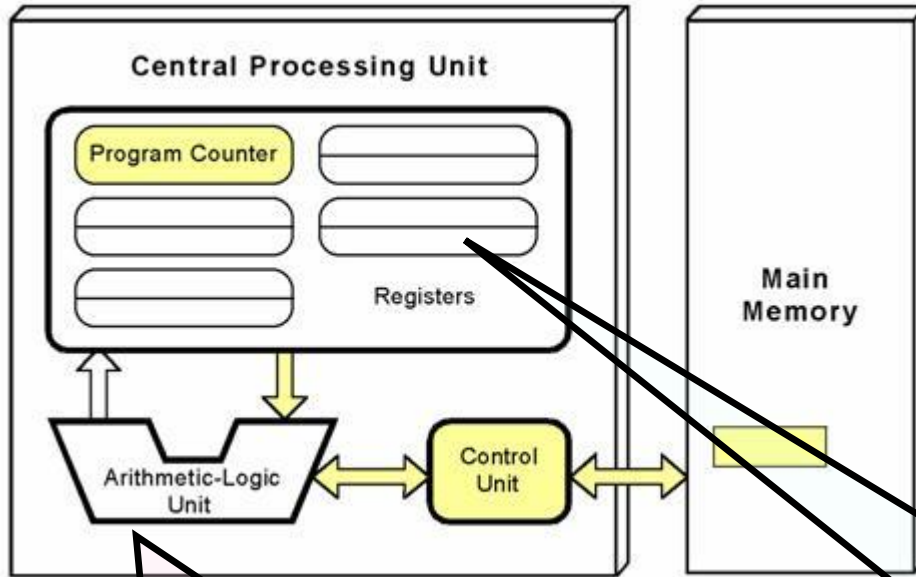 Central Processing Unit
Program Counter
Registers
Main
Memory
Arithmetic-Logic
Unit
Control
Unit